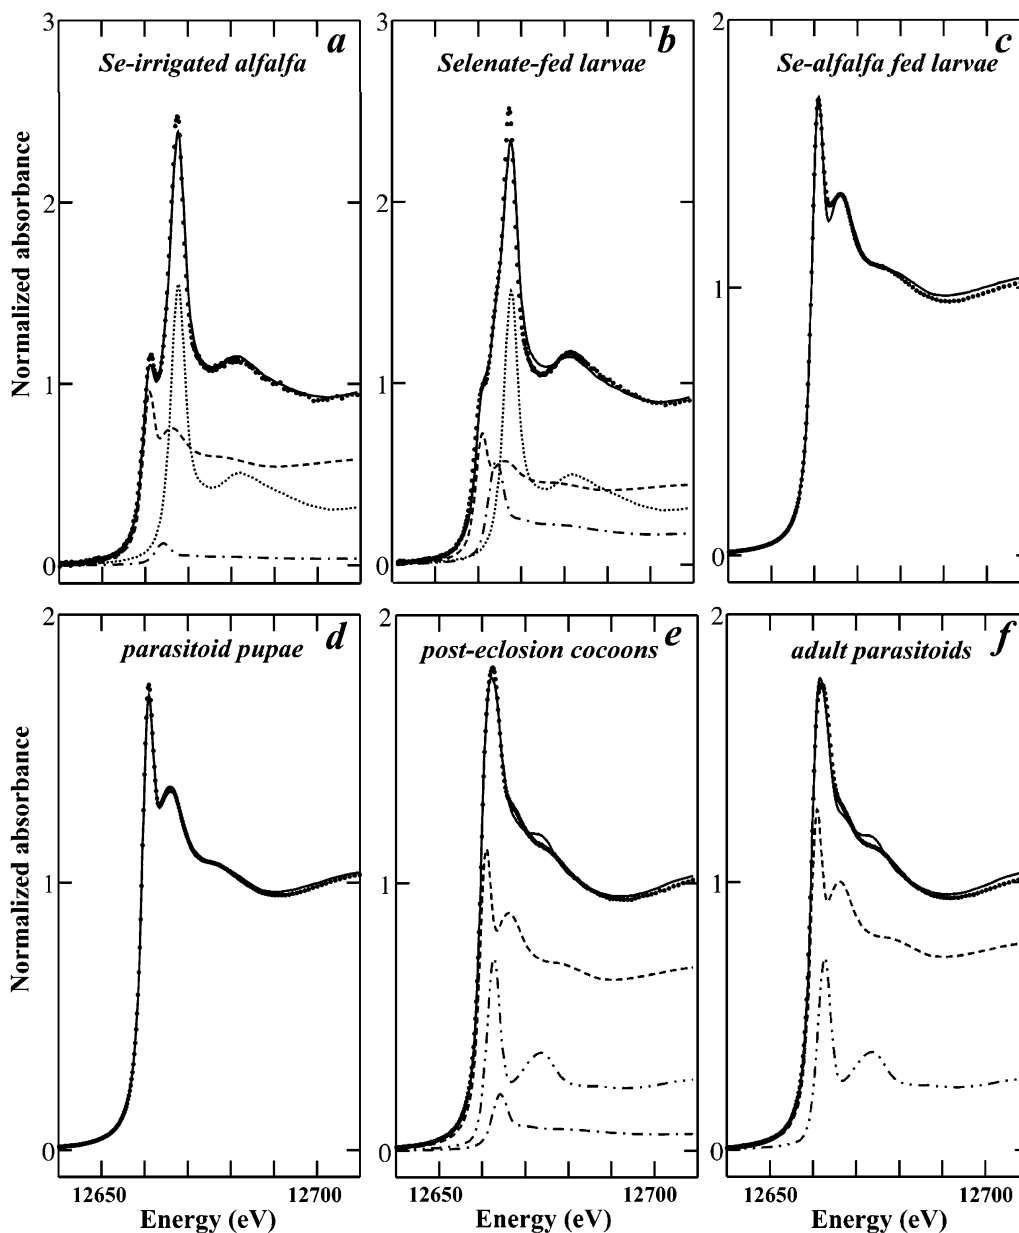 3
a
Se-irrigated alfalfa
2
1
0
Normalized absorbance
3
b
Selenate-fed larvae
2
1
0
2
c
Se-alfalfa fed larvae
1
0
2
d
parasitoid pupae
1
0
Normalized absorbance
12650
12700
Energy (eV)
2
e
post-eclosion cocoons
1
0
12650
12700
Energy (eV)
2
f
adult parasitoids
1
0
12650
12700
Energy (eV)